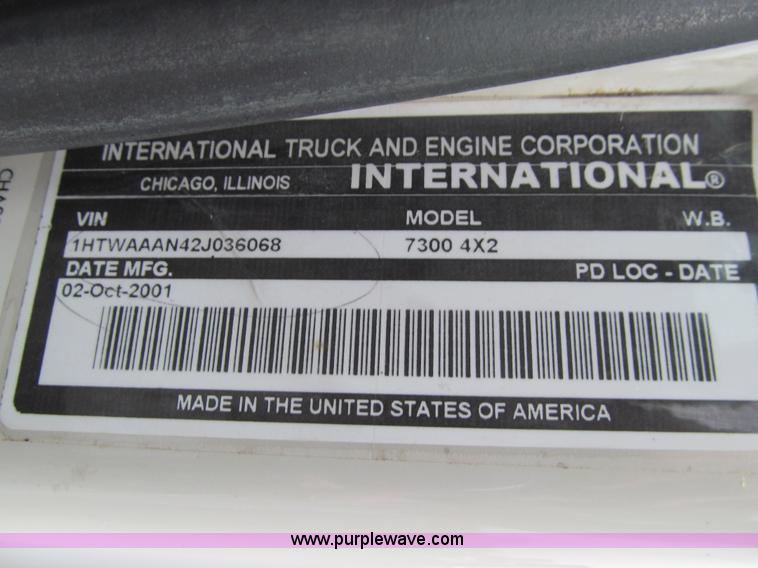 INTERNATIONAL TRUCK AND ENGINE CORPORATION
CHICAGO, ILLINOIS INTERNATIONAL®
VIN MODEL W.B.
1HTWAAAN42J036068 7300 4X2
DATE MFG. PD LOC - DATE
02-Oct-2001
MADE IN THE UNITED STATES OF AMERICA
www.purplewave.com